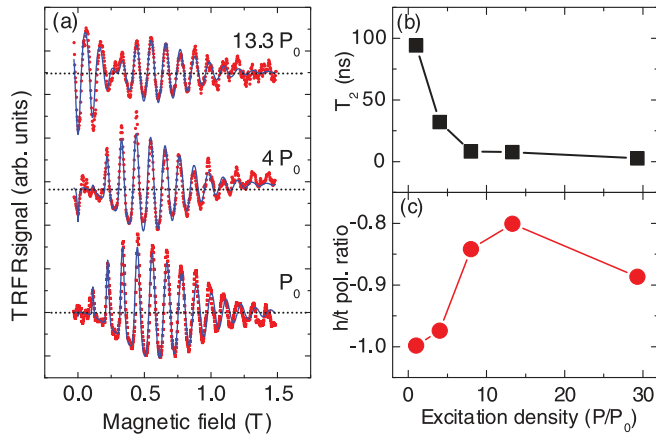 (a)
13.3 P0
4 P0
P0
TRFR signal (arb. units)
0.0 0.5 1.0 1.5
Magnetic field (T)
(b)
100
50
0
T2 (ns)
(c)
-0.8
-0.9
-1.0
h/t pol. ratio
0 10 20 30
Excitation density (P/P0)